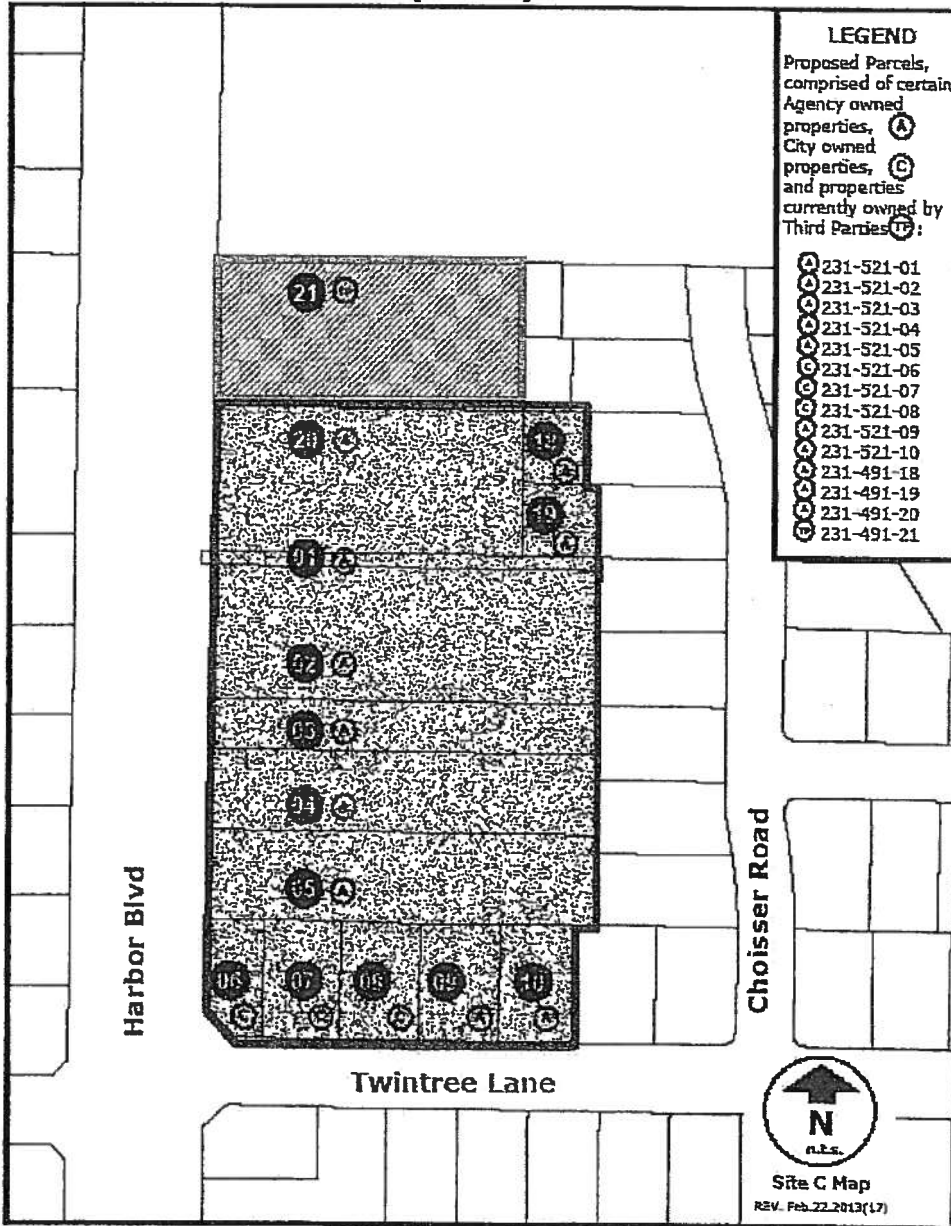 LEGEND
Proposed Parcels,
comprised of certain
Agency owned
properties, A
City owned
properties, C
and properties
currently owned by
Third Parties TP :
A 231-521-01
A 231-521-02
A 231-521-03
A 231-521-04
A 231-521-05
C 231-521-06
C 231-521-07
C 231-521-08
A 231-521-09
A 231-521-10
A 231-491-18
A 231-491-19
A 231-491-20
TP 231-491-21
21
20
18 A
19 A
01 A
02 A
03 A
04 A
05 A
06 07 08 09 10
C C C A A
Harbor Blvd
Choisser Road
Twintree Lane
N
n.t.s.
Site C Map
REV. Feb.22.2013(17)